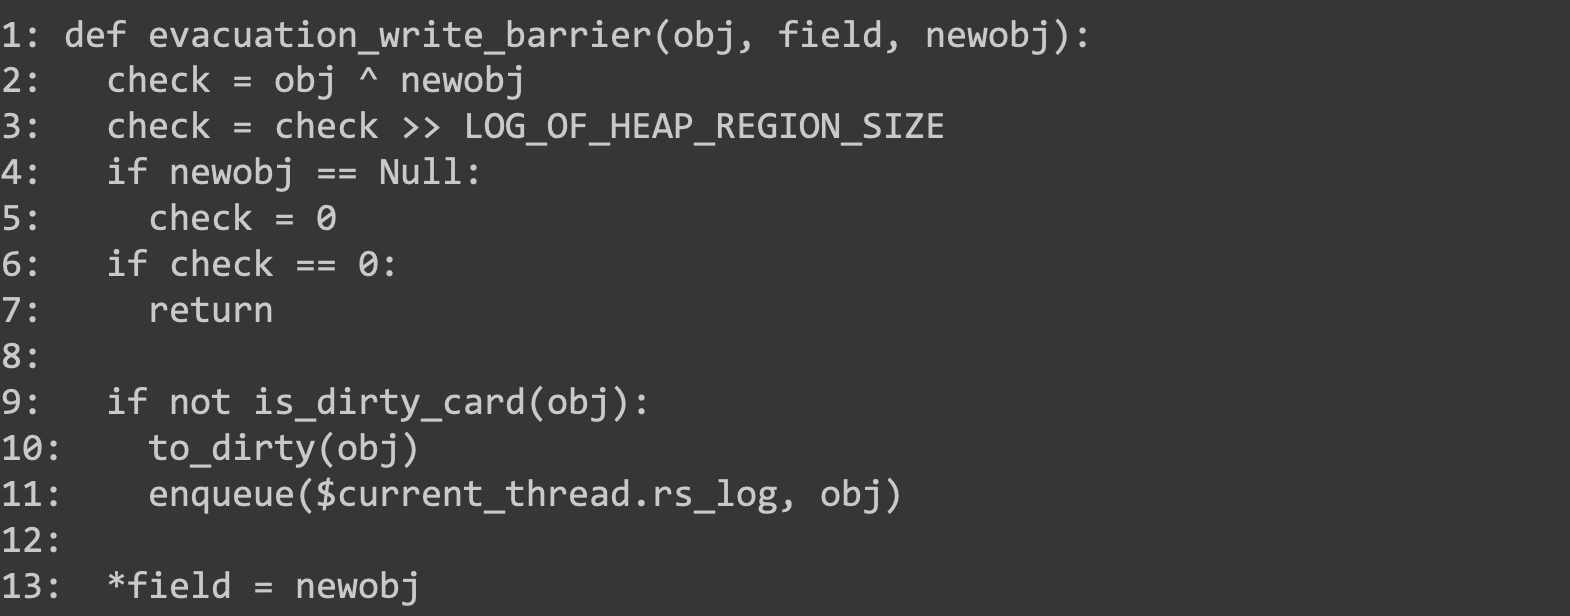 1: def evacuation_write_barrier(obj, field, newobj):
2:   check = obj ^ newobj
3:   check = check >> LOG_OF_HEAP_REGION_SIZE
4:   if newobj == Null:
5:     check = 0
6:   if check == 0:
7:     return
8:
9:   if not is_dirty_card(obj):
10:    to_dirty(obj)
11:    enqueue($current_thread.rs_log, obj)
12:
13:  *field = newobj